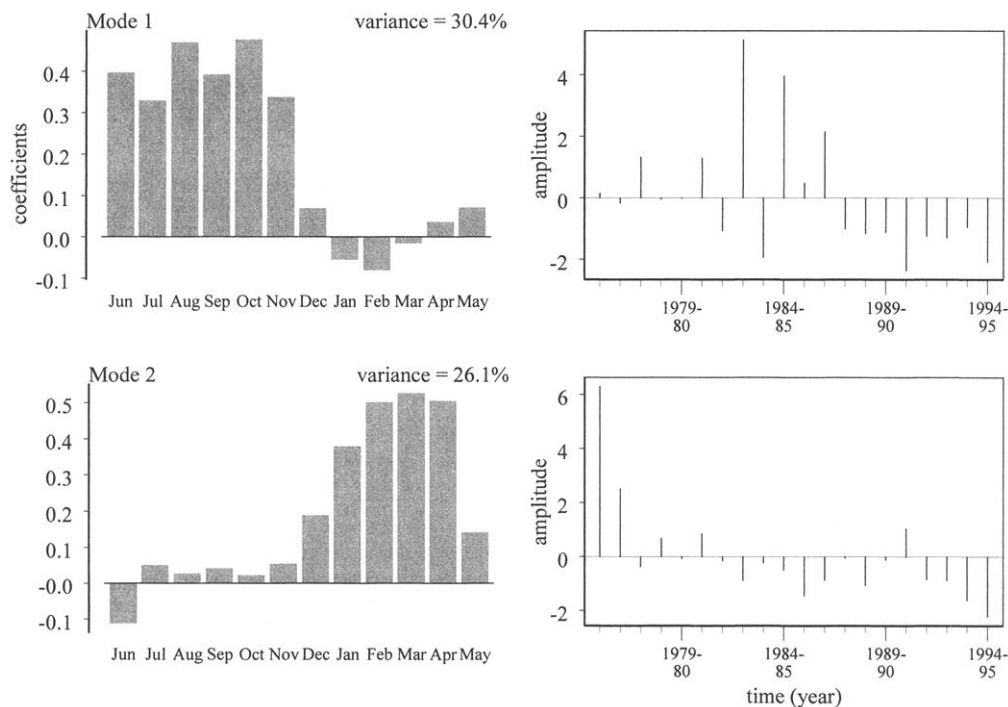 Mode 1 variance = 30.4%
coefficients
0.4
0.3
0.2
0.1
0.0
-0.1
Jun Jul Aug Sep Oct Nov Dec Jan Feb Mar Apr May
amplitude
4
2
0
-2
1979- 1984- 1989- 1994-
80 85 90 95
Mode 2 variance = 26.1%
0.5
0.4
0.3
0.2
0.1
-0.0
-0.1
Jun Jul Aug Sep Oct Nov Dec Jan Feb Mar Apr May
amplitude
6
4
2
0
-2
1979- 1984- 1989- 1994-
80 85 90 95
time (year)